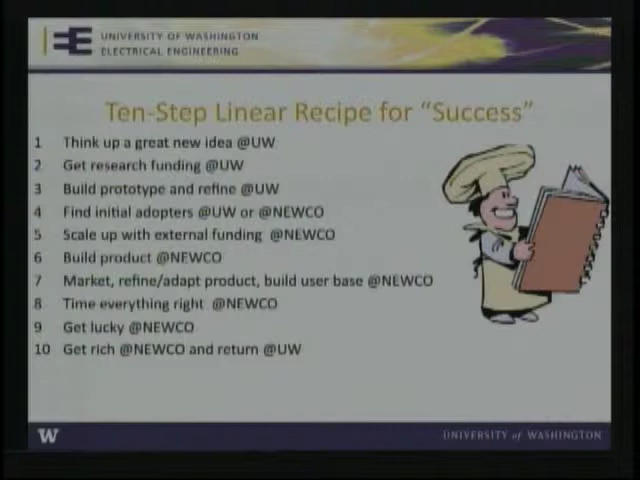 UNIVERSITY OF WASHINGTON
ELECTRICAL ENGINEERING
Ten-Step Linear Recipe for “Success”
1 Think up a great new idea @UW
2 Get research funding @UW
3 Build prototype and refine @UW
4 Find initial adopters @UW or @NEWCO
5 Scale up with external funding @NEWCO
6 Build product @NEWCO
7 Market, refine/adapt product, build user base @NEWCO
8 Time everything right @NEWCO
9 Get lucky @NEWCO
10 Get rich @NEWCO and return @UW
W UNIVERSITY of WASHINGTON